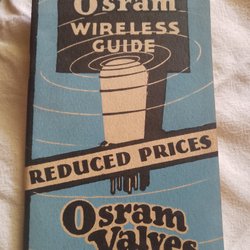 Osram
WIRELESS
GUIDE
REDUCED PRICES
Osram
Valves